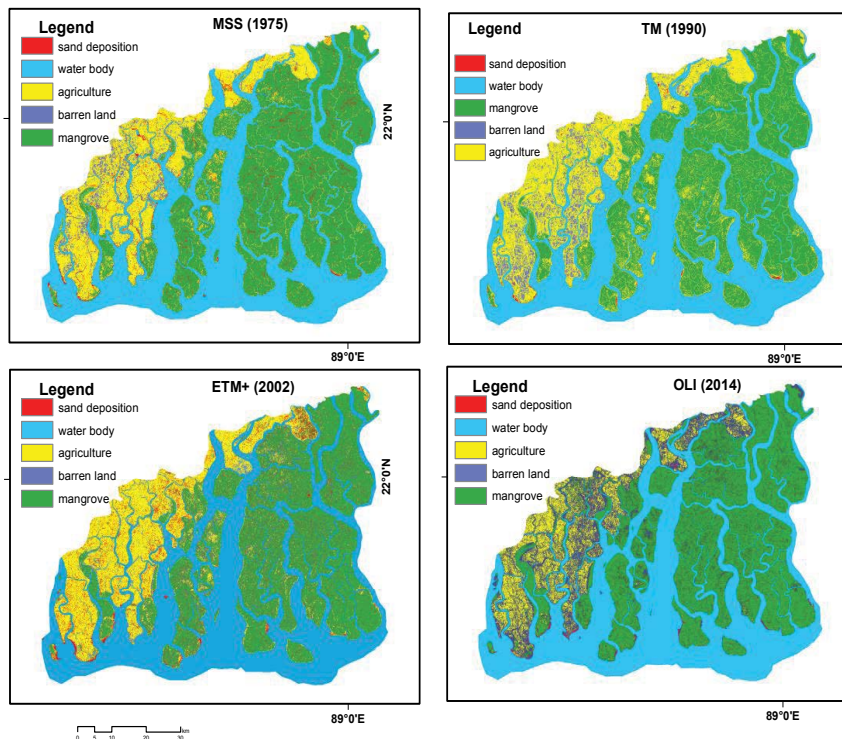 MSS (1975)
Legend
sand deposition
water body
agriculture
barren land
mangrove
22°0'N
89°0'E
TM (1990)
Legend
sand deposition
water body
mangrove
barren land
agriculture
89°0'E
ETM+ (2002)
Legend
sand deposition
water body
agriculture
barren land
mangrove
22°0'N
89°0'E
OLI (2014)
Legend
sand deposition
water body
agriculture
barren land
mangrove
89°0'E
0 5 10 20 30
km